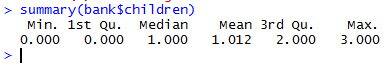 > summary(bank$children)
Min. 1st Qu. Median Mean 3rd Qu. Max.
0.000 0.000 1.000 1.012 2.000 3.000
>